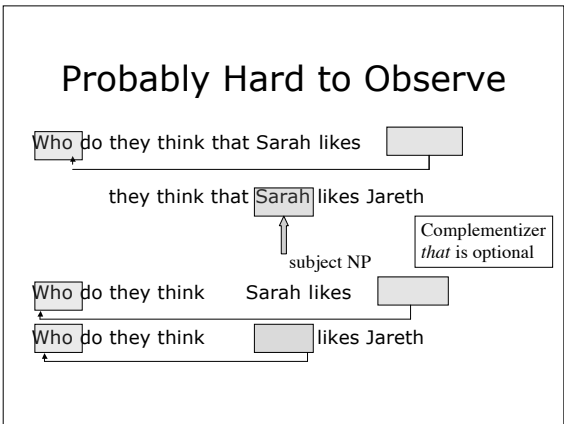 Probably Hard to Observe
Who do they think that Sarah likes
they think that Sarah likes Jareth
Complementizer
that is optional
subject NP
Who do they think Sarah likes
Who do they think likes Jareth